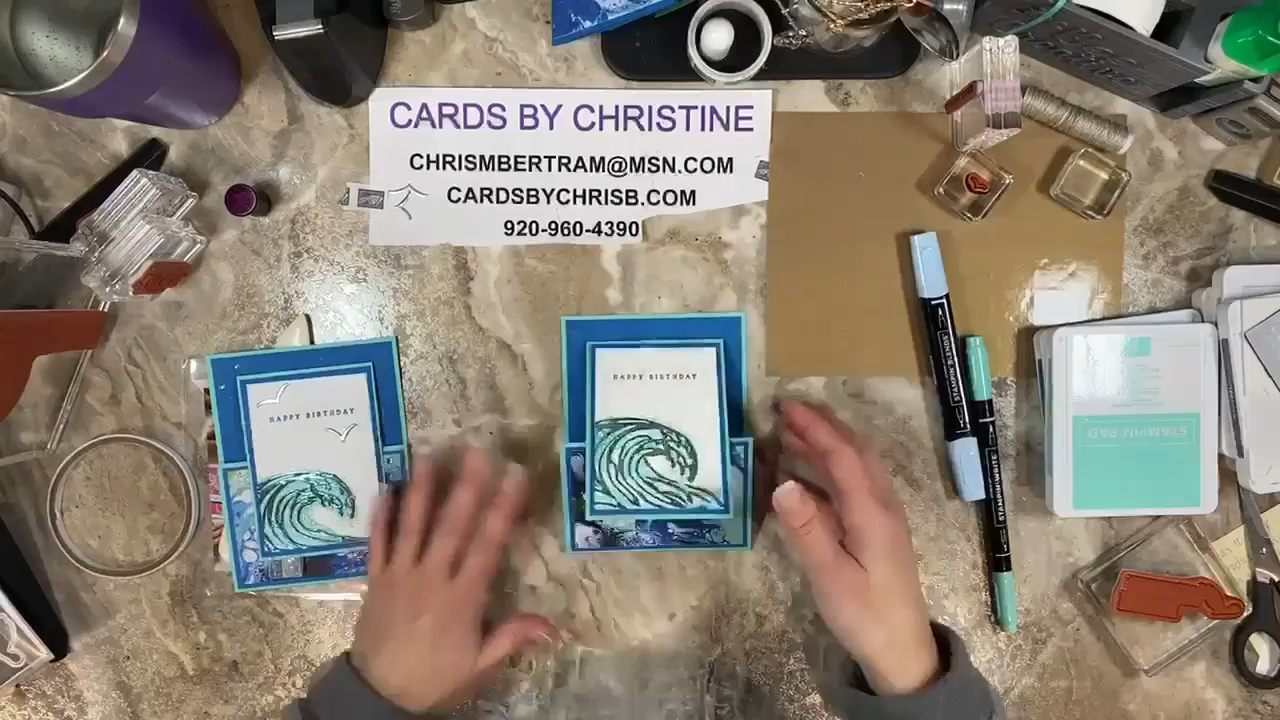 CARDS BY CHRISTINE
CHRISMBERTRAM@MSN.COM
CARDSBYCHRISB.COM
920-960-4390
HAPPY BIRTHDAY
HAPPY BIRTHDAY
STAMPIN' BLENDS
STAMPIN' WRITE
STAMPIN' PAD